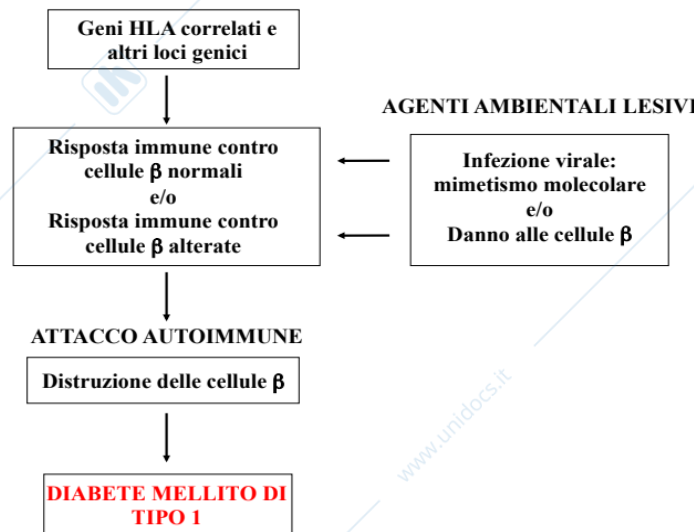 Geni HLA correlati e
altri loci genici
AGENTI AMBIENTALI LESIVI
Risposta immune contro
cellule β normali
e/o
Risposta immune contro
cellule β alterate
Infezione virale:
mimetismo molecolare
e/o
Danno alle cellule β
ATTACCO AUTOIMMUNE
Distruzione delle cellule β
DIABETE MELLITO DI
TIPO 1
www.unidocs.it